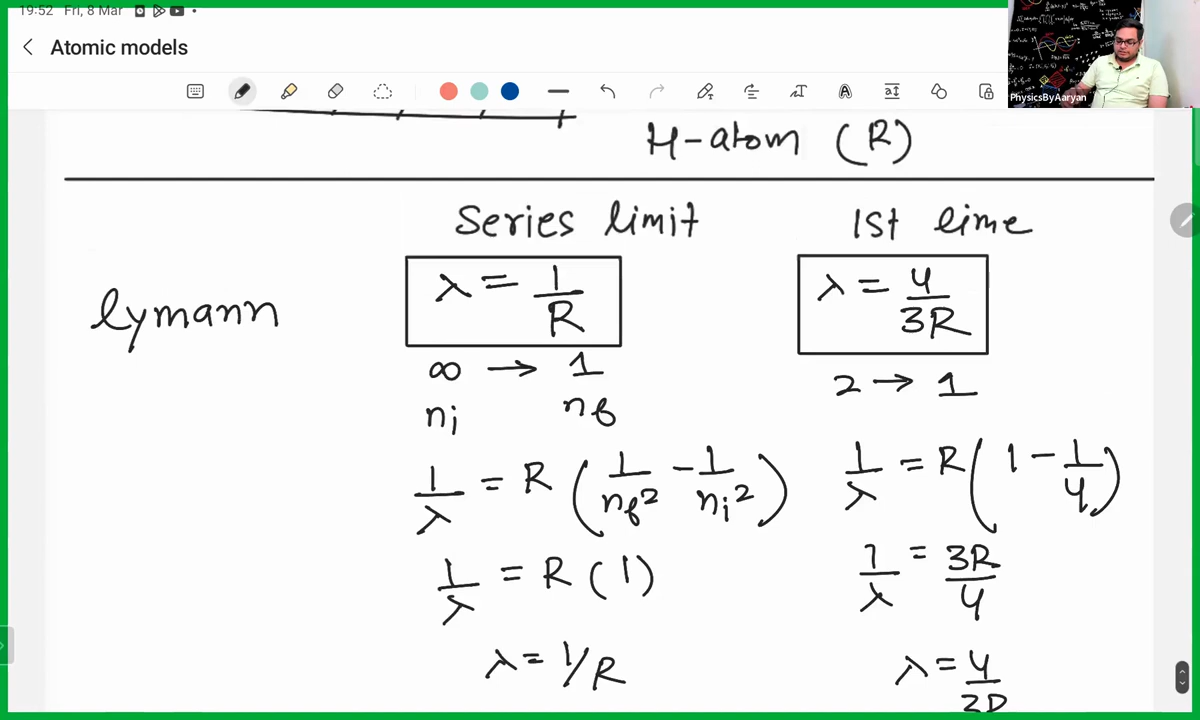 19:52 Fri, 8 Mar
Atomic models
PhysicsByAaryan
H-atom (R)
Series limit
1st lime
lymann
λ = 1/R
λ = 4/3R
∞ → 1
ni nf
2 → 1
1/λ = R (1/nf² - 1/ni²)
1/λ = R (1 - 1/4)
1/λ = R (1)
1/λ = 3R/4
λ = 1/R
λ = 4/3R